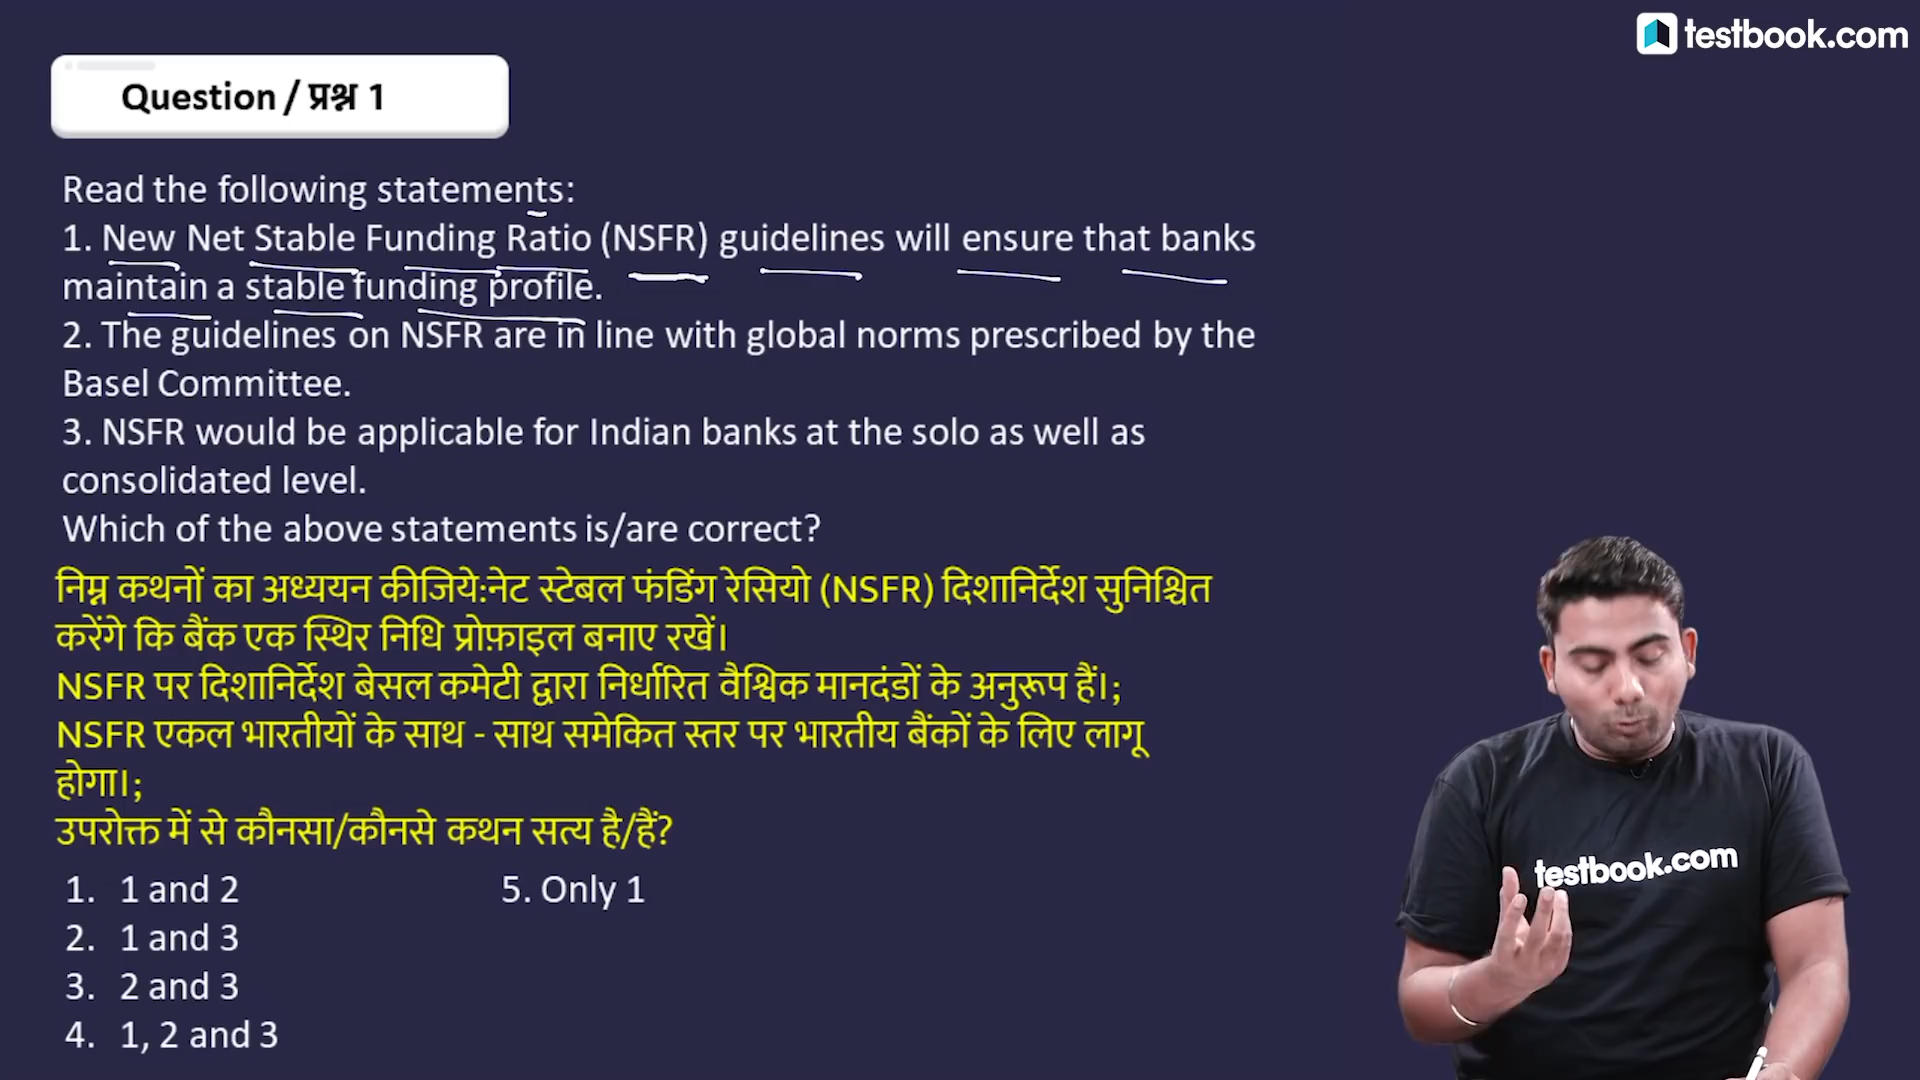 testbook.com
Question / प्रश्न 1
Read the following statements:
1. New Net Stable Funding Ratio (NSFR) guidelines will ensure that banks
maintain a stable funding profile.
2. The guidelines on NSFR are in line with global norms prescribed by the
Basel Committee.
3. NSFR would be applicable for Indian banks at the solo as well as
consolidated level.
Which of the above statements is/are correct?
निम्न कथनों का अध्ययन कीजिये:नेट स्टेबल फंडिंग रेसियो (NSFR) दिशानिर्देश सुनिश्चित
करेंगे कि बैंक एक स्थिर निधि प्रोफ़ाइल बनाए रखें।
NSFR पर दिशानिर्देश बेसल कमेटी द्वारा निर्धारित वैश्विक मानदंडों के अनुरूप हैं।;
NSFR एकल भारतीयों के साथ - साथ समेकित स्तर पर भारतीय बैंकों के लिए लागू
होगा।;
उपरोक्त में से कौनसा/कौनसे कथन सत्य है/हैं?
1. 1 and 2
2. 1 and 3
3. 2 and 3
4. 1, 2 and 3
5. Only 1
testbook.com